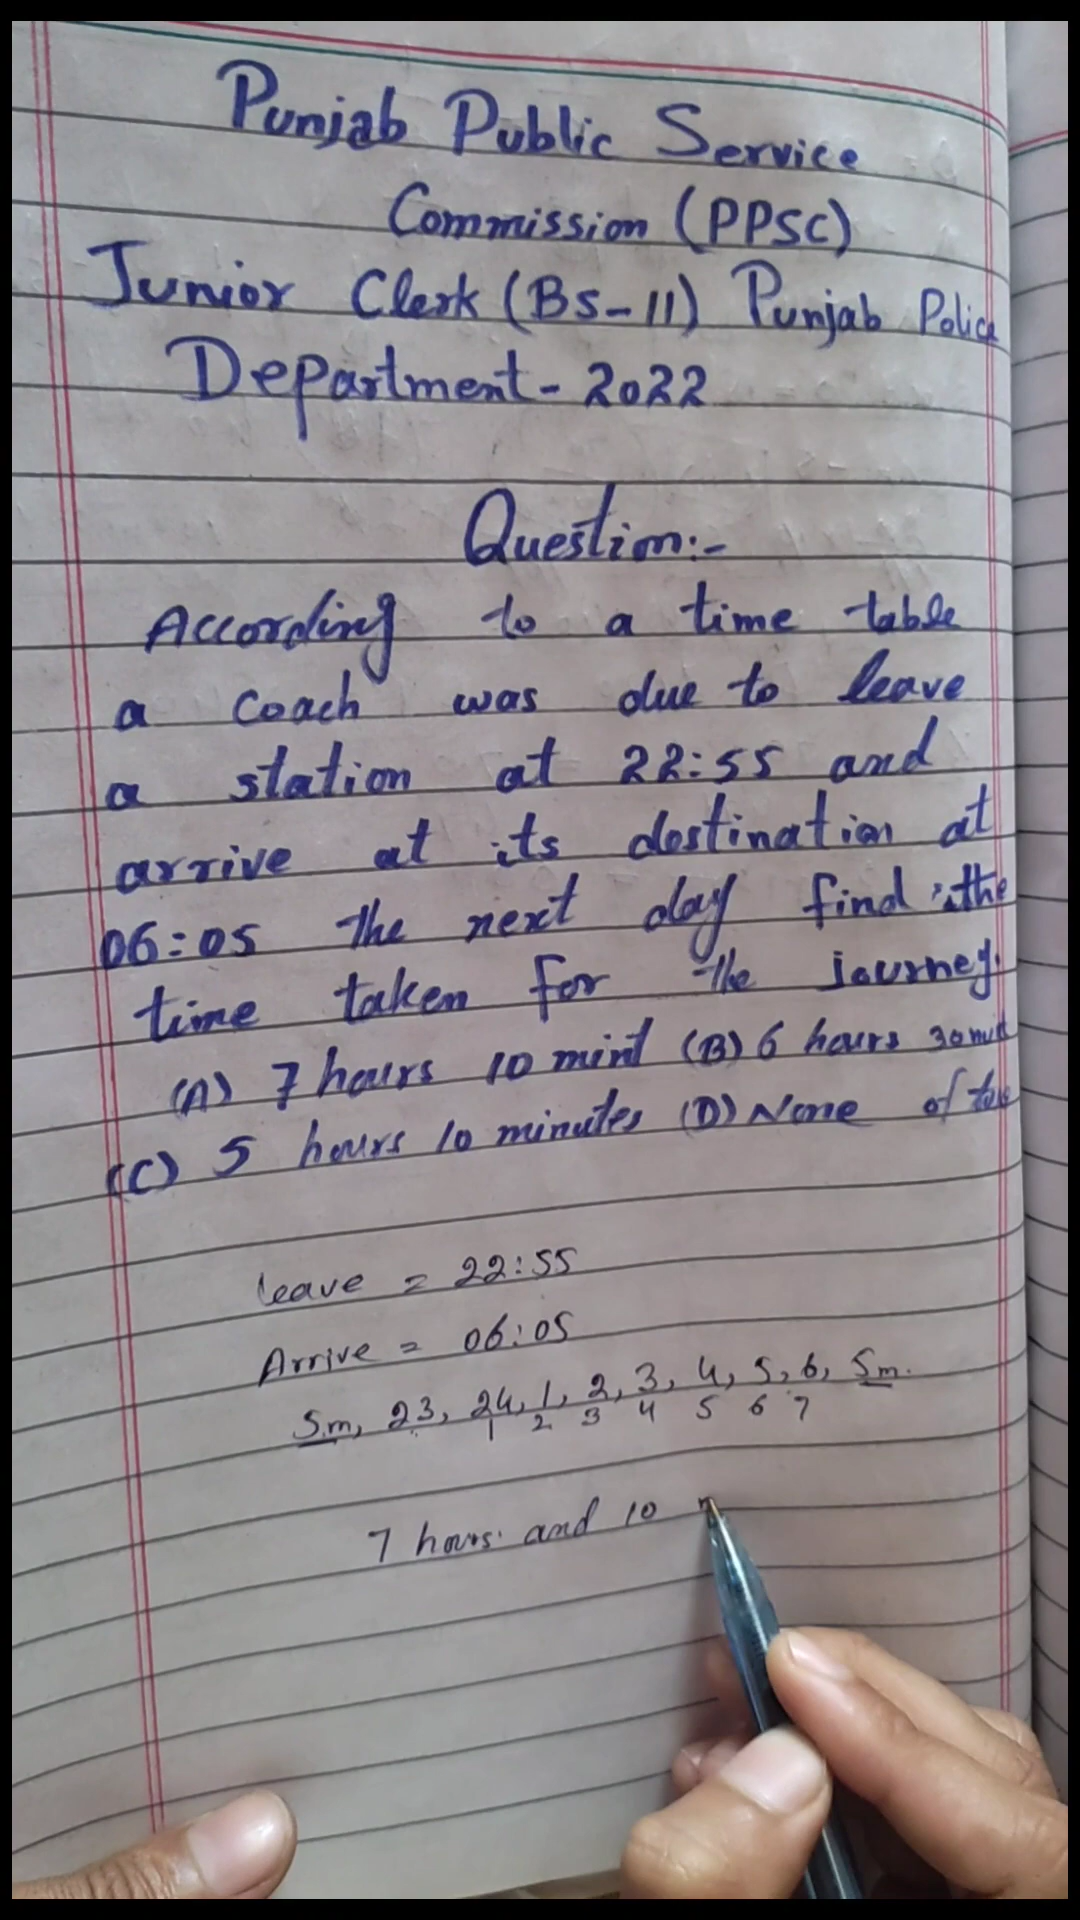 Punjab Public Service
Commission (PPSC)
Junior Clerk (BS-11) Punjab Police
Department - 2022
Question:-
According to a time table
a coach was due to leave
a station at 22:55 and
arrive at its destination at
06:05 the next day find the
time taken for the journey.
(A) 7 hours 10 mint (B) 6 hours 30
(C) 5 hours 10 minutes (D) None of
leave = 22:55
Arrive = 06:05
5m, 23, 24, 1, 2, 3, 4, 5, 6, 5m.
1 2 3 4 5 6 7
7 hours. and 10